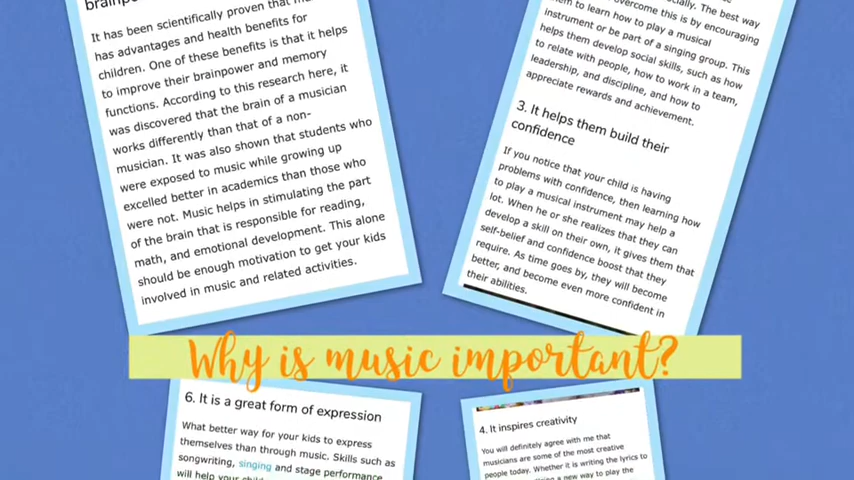 It has been scientifically proven that
has advantages and health benefits for
children. One of these benefits is that it helps
to improve their brainpower and memory
functions. According to this research here, it
was discovered that the brain of a musician
works differently than that of a non-
musician. It was also shown that students who
were exposed to music while growing up
excelled better in academics than those who
were not. Music helps in stimulating the part
of the brain that is responsible for reading,
math, and emotional development. This alone
should be enough motivation to get your kids
involved in music and related activities.
The best way
overcome this is by encouraging
to learn how to play a musical
instrument or be part of a singing group. This
helps them develop social skills, such as how
to relate with people, how to work in a team,
leadership, and discipline, and how to
appreciate rewards and achievement.
3. It helps them build their
confidence
If you notice that your child is having
problems with confidence, then learning how
to play a musical instrument may help a
lot. When he or she realizes that they can
develop a skill on their own, it gives them that
self-belief and confidence boost that they
require. As time goes by, they will become
better, and become even more confident in
their abilities.
Why is music important?
6. It is a great form of expression
What better way for your kids to express
themselves than through music. Skills such as
songwriting, singing and stage performance
will help your
4. It inspires creativity
You will definitely agree with me that
musicians are some of the most creative
people today. Whether it is writing the lyrics to
a new way to play the